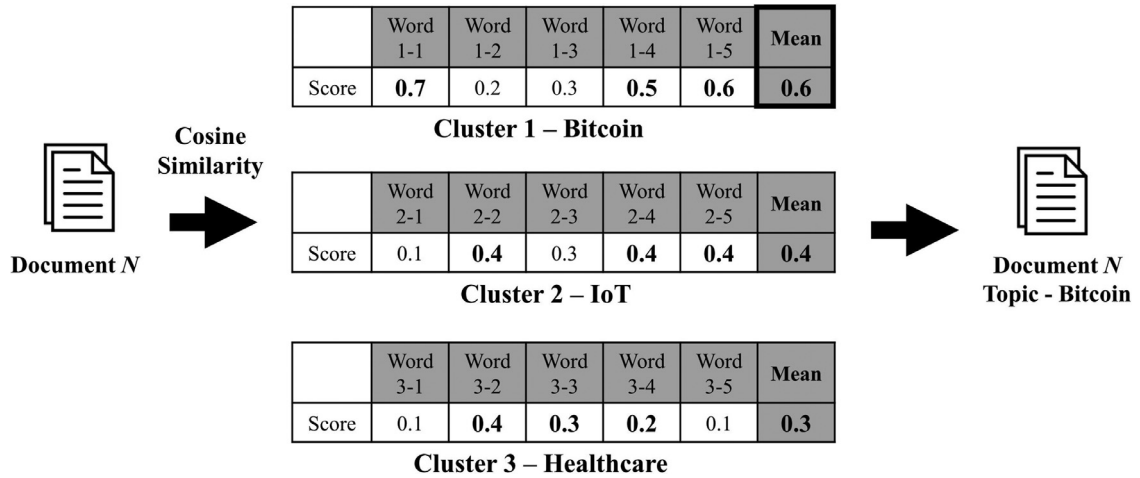 Document N
Cosine
Similarity
Word 1-1 Word 1-2 Word 1-3 Word 1-4 Word 1-5 Mean
Score 0.7 0.2 0.3 0.5 0.6 0.6
Cluster 1 – Bitcoin
Word 2-1 Word 2-2 Word 2-3 Word 2-4 Word 2-5 Mean
Score 0.1 0.4 0.3 0.4 0.4 0.4
Cluster 2 – IoT
Word 3-1 Word 3-2 Word 3-3 Word 3-4 Word 3-5 Mean
Score 0.1 0.4 0.3 0.2 0.1 0.3
Cluster 3 – Healthcare
Document N
Topic - Bitcoin